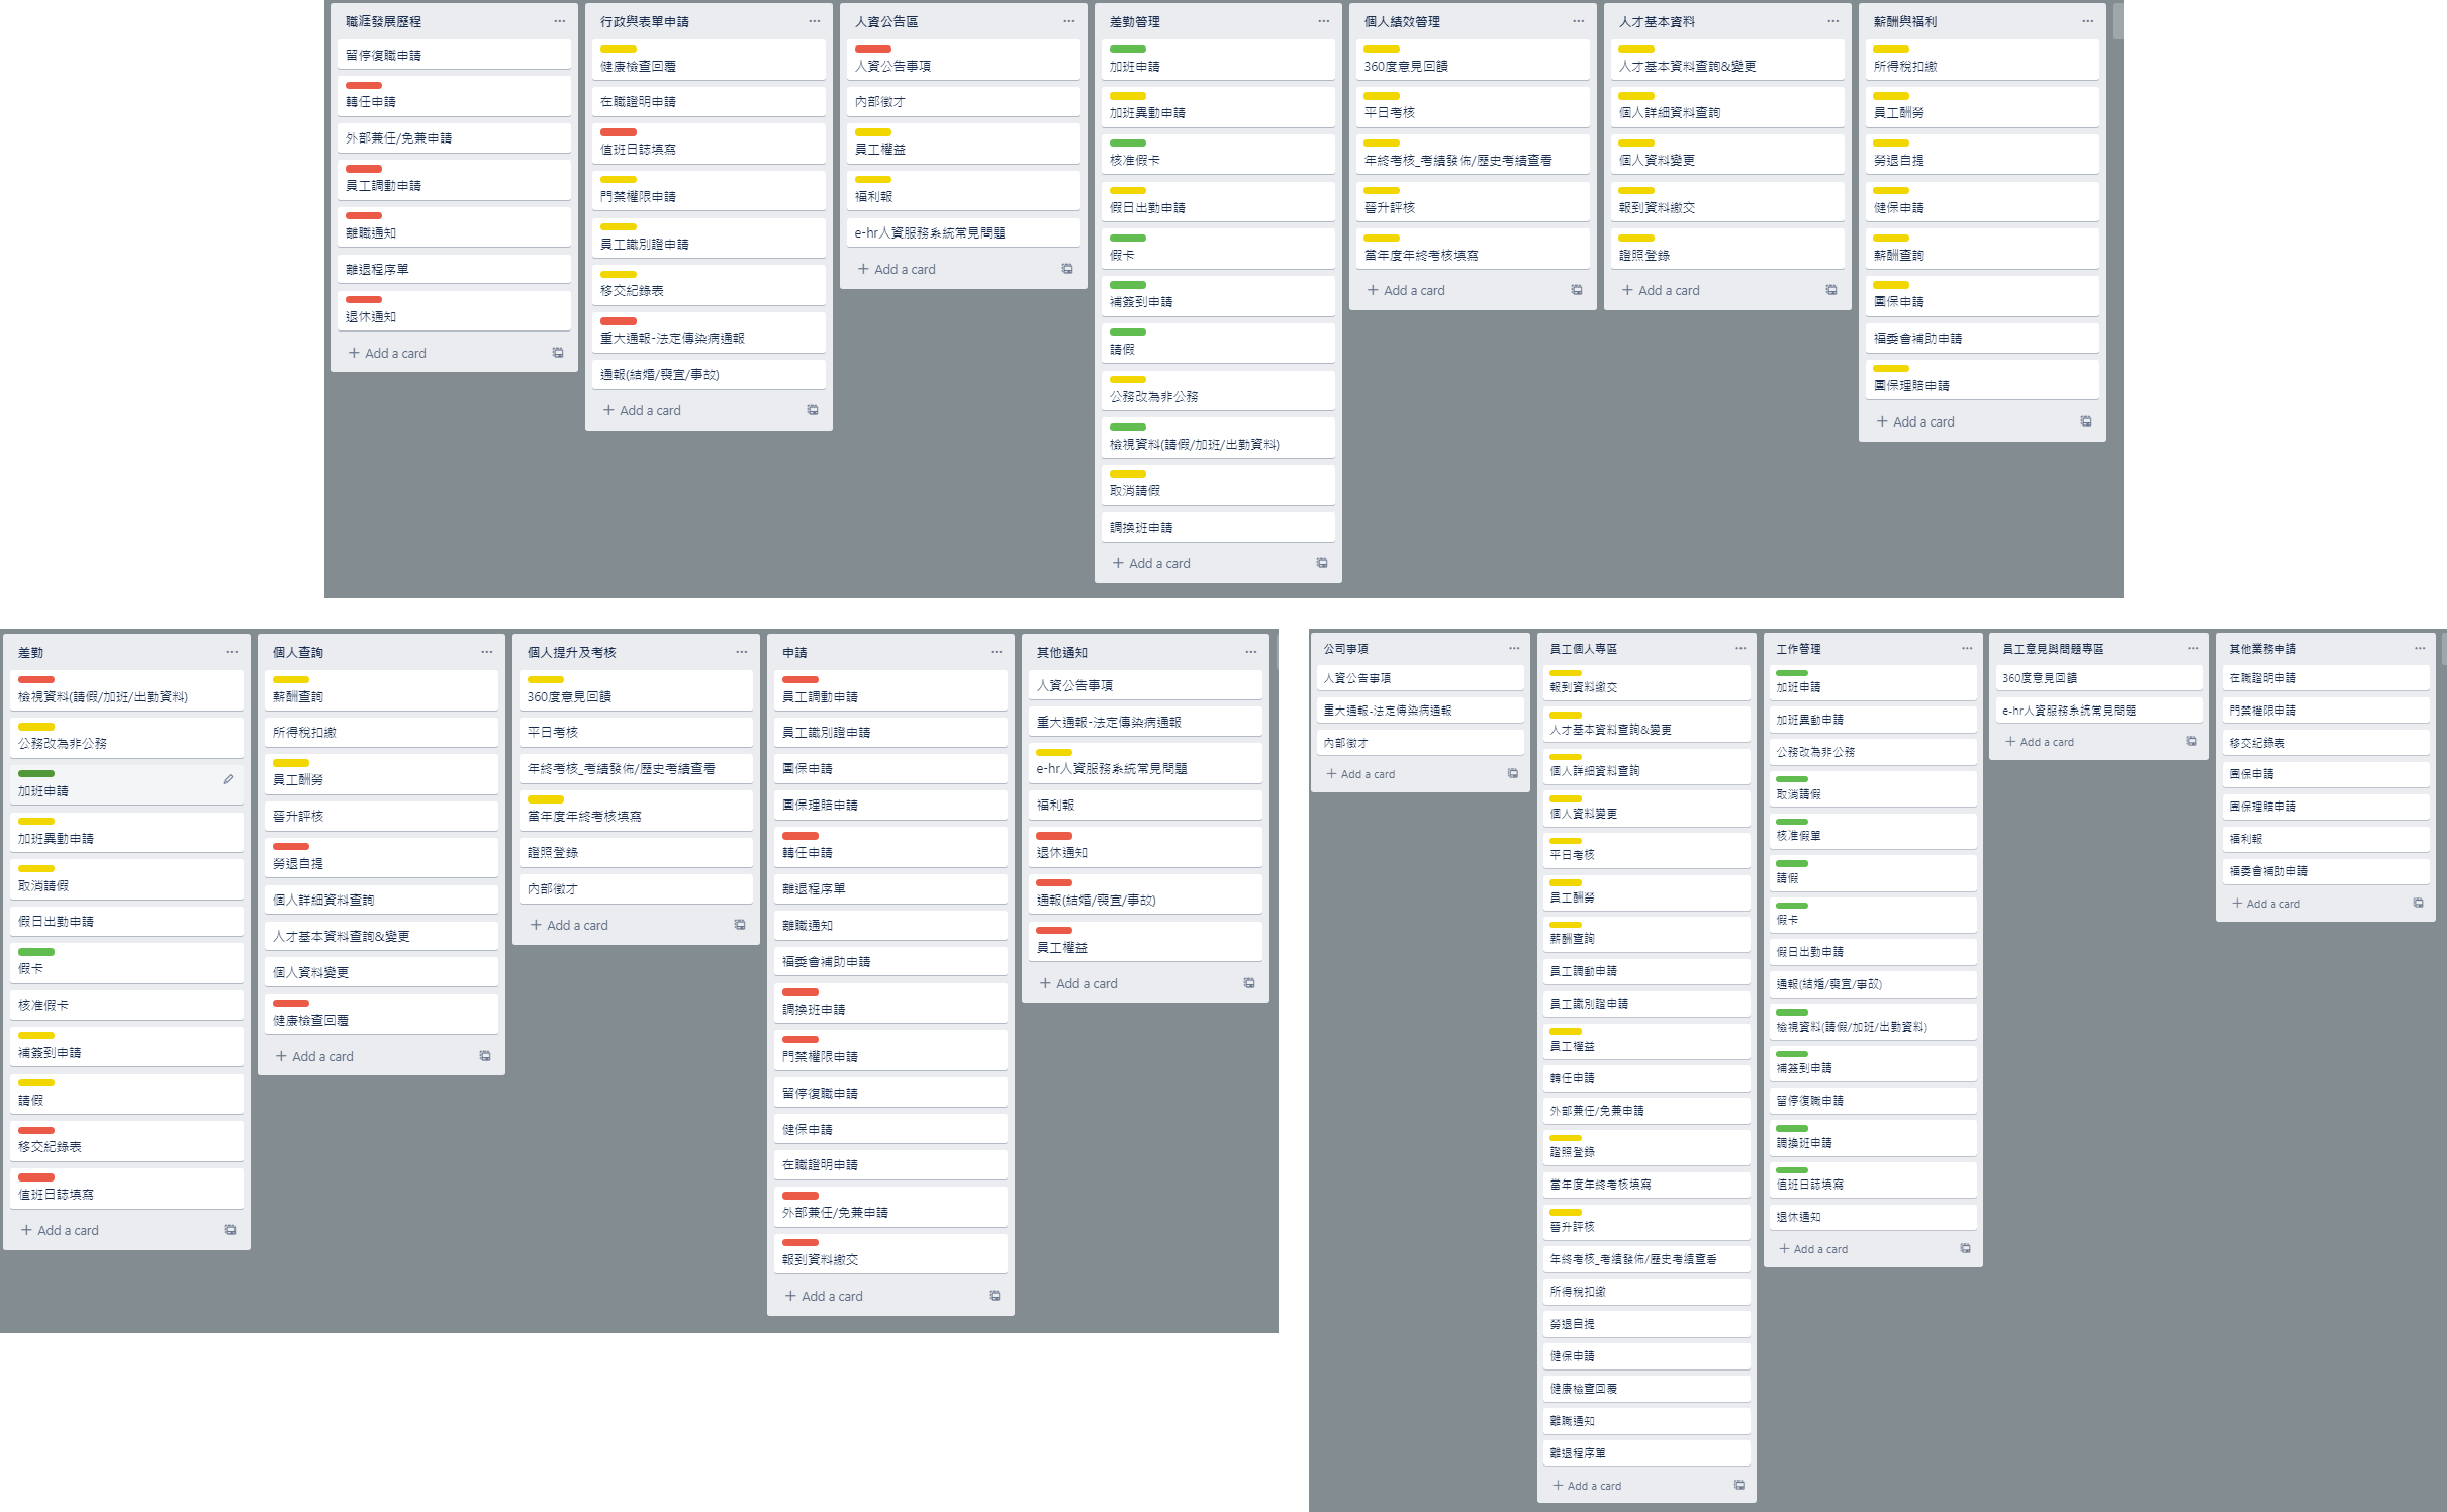 職涯發展歷程
留停復職申請
轉任申請
外部兼任/免兼申請
員工調動申請
離職通知
離退程序單
退休通知
+ Add a card
行政與表單申請
健康檢查回覆
在職證明申請
值班日誌填寫
門禁權限申請
員工識別證申請
移交紀錄表
重大通報-法定傳染病通報
通報(結婚/喪宜/事故)
+ Add a card
人資公告區
人資公告事項
內部徵才
員工權益
福利報
e-hr人資服務系統常見問題
+ Add a card
差勤管理
加班申請
加班異動申請
核准假卡
假日出勤申請
假卡
補簽到申請
請假
公務改為非公務
檢視資料(請假/加班/出勤資料)
取消請假
調換班申請
+ Add a card
個人績效管理
360度意見回饋
平日考核
年終考核_考績發佈/歷史考績查看
晉升評核
當年度年終考核填寫
+ Add a card
人才基本資料
人才基本資料查詢&變更
個人詳細資料查詢
個人資料變更
報到資料繳交
證照登錄
+ Add a card
薪酬與福利
所得稅扣繳
員工酬勞
勞退自提
健保申請
薪酬查詢
團保申請
福委會補助申請
團保理賠申請
+ Add a card
差勤
檢視資料(請假/加班/出勤資料)
公務改為非公務
加班申請
加班異動申請
取消請假
假日出勤申請
假卡
核准假卡
補簽到申請
請假
移交紀錄表
值班日誌填寫
+ Add a card
個人查詢
薪酬查詢
所得稅扣繳
員工酬勞
晉升評核
勞退自提
個人詳細資料查詢
人才基本資料查詢&變更
個人資料變更
健康檢查回覆
+ Add a card
個人提升及考核
360度意見回饋
平日考核
年終考核_考績發佈/歷史考績查看
當年度年終考核填寫
證照登錄
內部徵才
+ Add a card
申請
員工調動申請
員工識別證申請
團保申請
團保理賠申請
轉任申請
離退程序單
離職通知
福委會補助申請
調換班申請
門禁權限申請
留停復職申請
健保申請
在職證明申請
外部兼任/免兼申請
報到資料繳交
+ Add a card
其他通知
人資公告事項
重大通報-法定傳染病通報
e-hr人資服務系統常見問題
福利報
退休通知
通報(結婚/喪宜/事故)
員工權益
+ Add a card
公司事項
人資公告事項
重大通報-法定傳染病通報
內部徵才
+ Add a card
員工個人專區
報到資料繳交
人才基本資料查詢&變更
個人詳細資料查詢
個人資料變更
平日考核
員工酬勞
薪酬查詢
員工調動申請
員工識別證申請
員工權益
轉任申請
外部兼任/免兼申請
證照登錄
當年度年終考核填寫
晉升評核
年終考核_考績發佈/歷史考績查看
所得稅扣繳
勞退自提
健保申請
健康檢查回覆
離職通知
離退程序單
+ Add a card
工作管理
加班申請
加班異動申請
公務改為非公務
取消請假
核准假單
請假
假卡
假日出勤申請
通報(結婚/喪宜/事故)
檢視資料(請假/加班/出勤資料)
補簽到申請
留停復職申請
調換班申請
值班日誌填寫
退休通知
+ Add a card
員工意見與問題專區
360度意見回饋
e-hr人資服務系統常見問題
+ Add a card
其他業務申請
在職證明申請
門禁權限申請
移交紀錄表
團保申請
團保理賠申請
福利報
福委會補助申請
+ Add a card